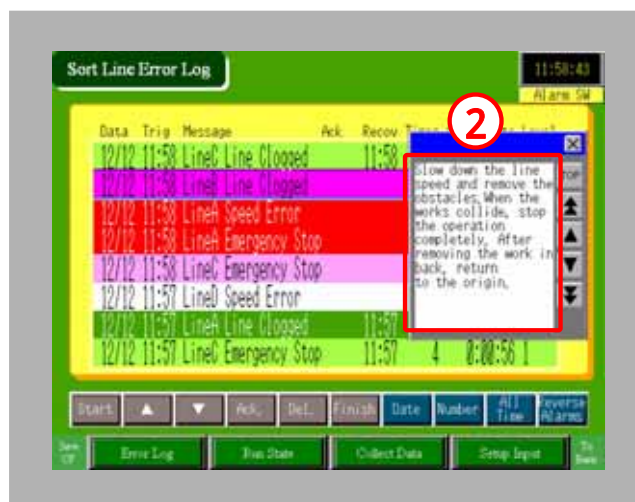 Sort Line Error Log
11:58:43
Alarm SW
2
Data Trig Message Ack. Recov
12/12 11:58 LineC Line Clogged 11:58
12/12 11:58 LineB Line Clogged
12/12 11:58 LineA Speed Error
12/12 11:58 LineA Emergency Stop
12/12 11:58 LineC Emergency Stop
12/12 11:57 LineD Speed Error
12/12 11:57 LineA Line Clogged 11:57
12/12 11:57 LineC Emergency Stop 11:57 4 0:00:56 1
Slow down the line
speed and remove the
obstacles,When the
works collide, stop
the operation
completely, After
removing the work in
back, return
to the origin,
Start Ack. Del. Finish Date Number All Time Reverse Alarms
Error Log Run State Collect Data Setup Input To